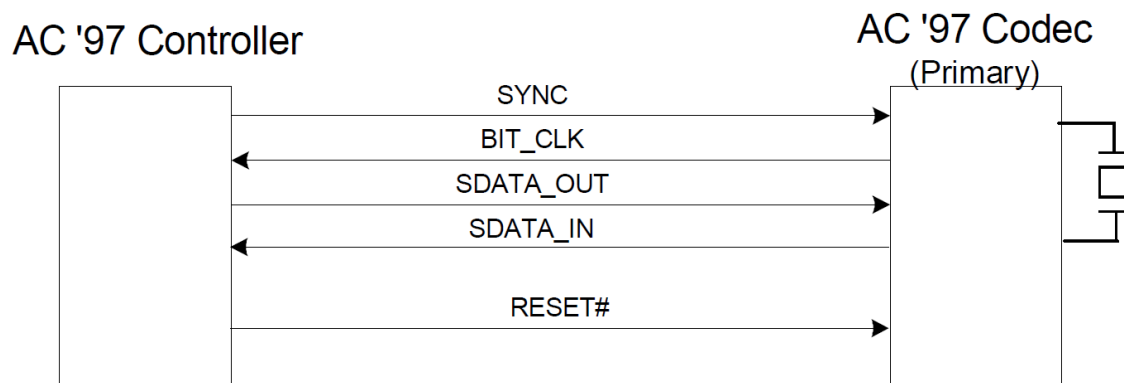 AC '97 Controller
AC '97 Codec
(Primary)
SYNC
BIT_CLK
SDATA_OUT
SDATA_IN
RESET#